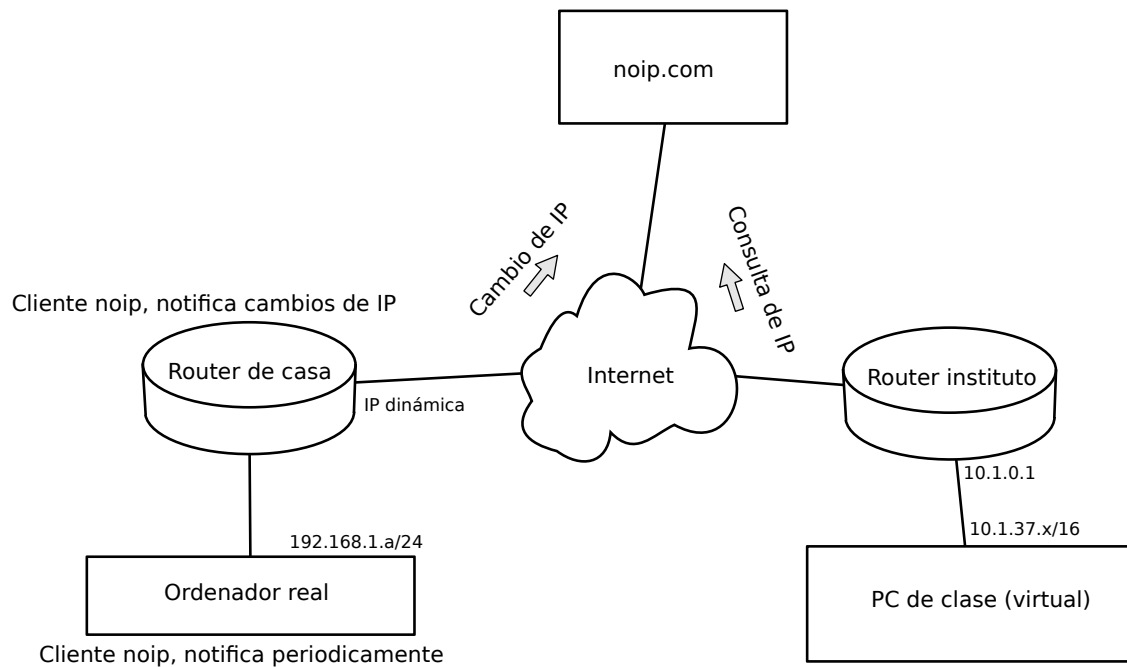 noip.com
Cambio de IP
Consulta de IP
Cliente noip, notifica cambios de IP
Router de casa
IP dinámica
Internet
Router instituto
10.1.0.1
192.168.1.a/24
10.1.37.x/16
Ordenador real
PC de clase (virtual)
Cliente noip, notifica periodicamente